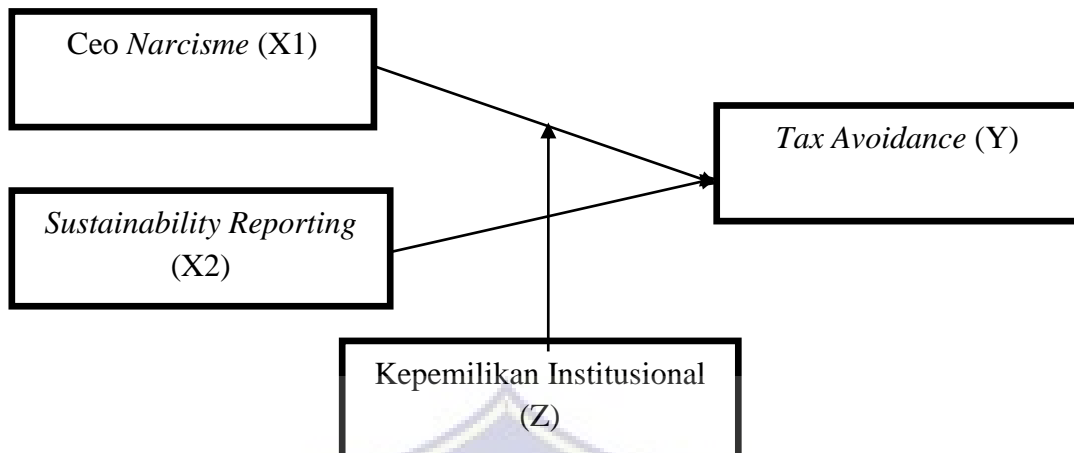 Ceo Narcisme (X1)
Tax Avoidance (Y)
Sustainability Reporting
(X2)
Kepemilikan Institusional
(Z)